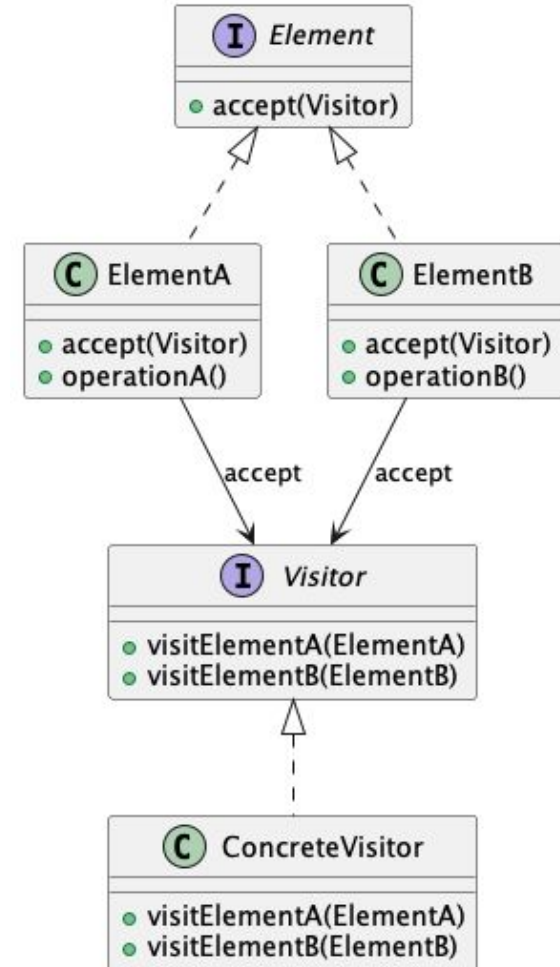 I Element
accept(Visitor)
C ElementA
accept(Visitor)
operationA()
C ElementB
accept(Visitor)
operationB()
accept
accept
I Visitor
visitElementA(ElementA)
visitElementB(ElementB)
C ConcreteVisitor
visitElementA(ElementA)
visitElementB(ElementB)